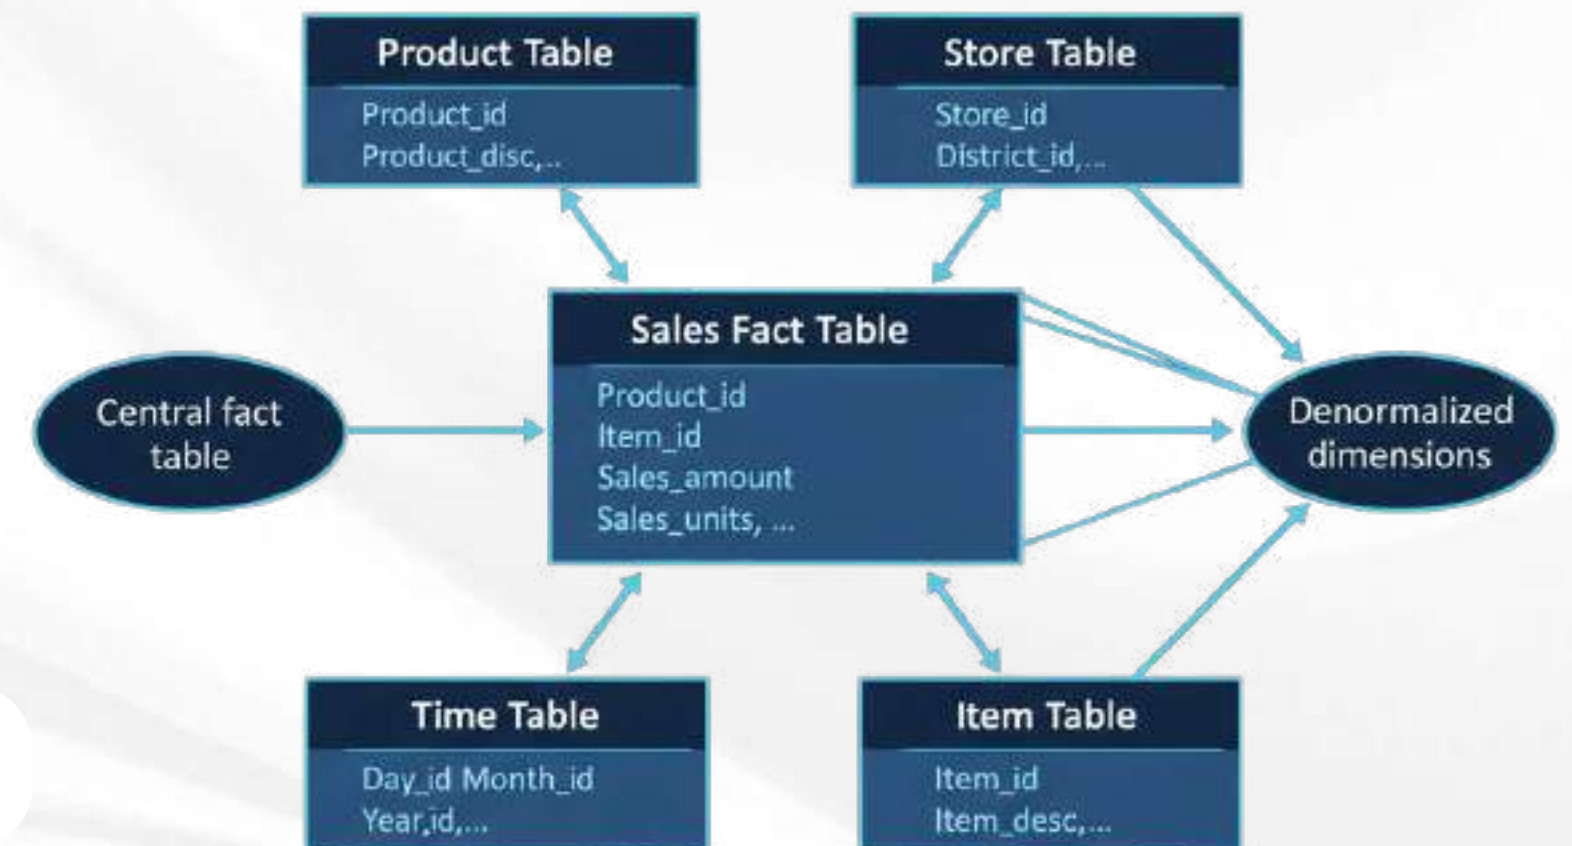 Product Table
Product_id
Product_disc,..
Store Table
Store_id
District_id,...
Sales Fact Table
Product_id
Item_id
Sales_amount
Sales_units, ...
Central fact
table
Denormalized
dimensions
Time Table
Day_id Month_id
Year,id,...
Item Table
Item_id
Item_desc,...